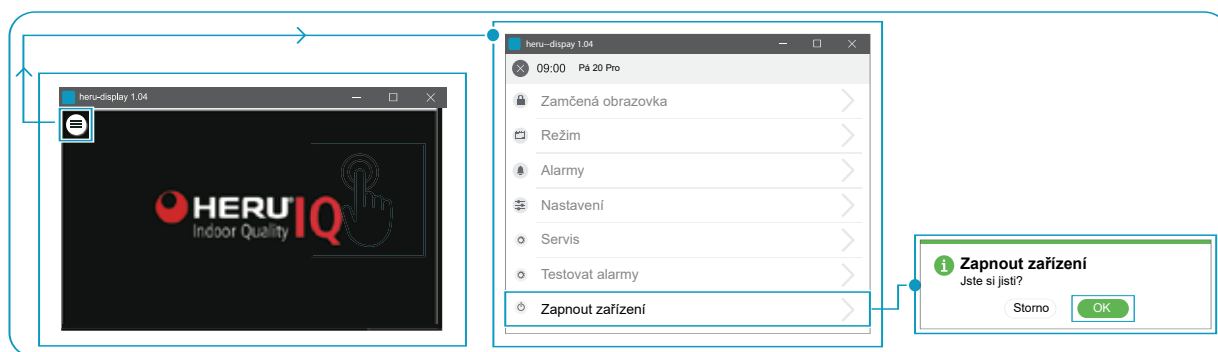 heru-display 1.04
HERU® IQ
Indoor Quality
heru–dispay 1.04
09:00 Pá 20 Pro
Zamčená obrazovka
Režim
Alarmy
Nastavení
Servis
Testovat alarmy
Zapnout zařízení
Zapnout zařízení
Jste si jisti?
Storno OK